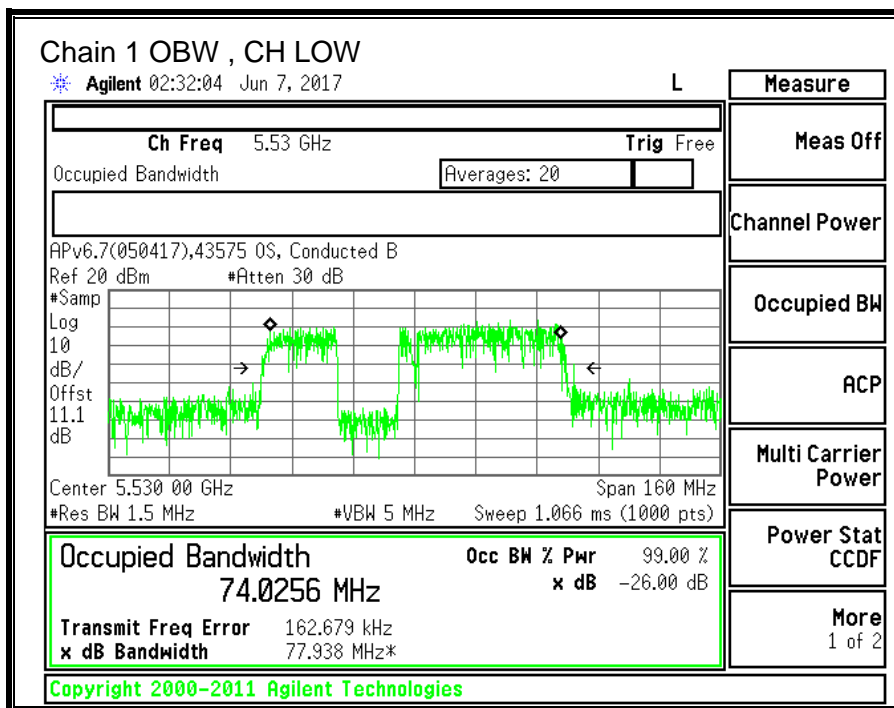 Chain 1 OBW , CH LOW
Agilent 02:32:04 Jun 7, 2017 L Measure
Ch Freq 5.53 GHz Trig Free
Meas Off
Occupied Bandwidth Averages: 20
Channel Power
APv6.7(050417),43575 OS, Conducted B
Ref 20 dBm #Atten 30 dB
#Samp
Log
10
dB/
Offst
11.1
dB
Occupied BW
ACP
Multi Carrier
Power
Center 5.530 00 GHz Span 160 MHz
#Res BW 1.5 MHz #VBW 5 MHz Sweep 1.066 ms (1000 pts)
Power Stat
CCDF
Occupied Bandwidth Occ BW % Pwr 99.00 %
74.0256 MHz x dB -26.00 dB
Transmit Freq Error 162.679 kHz
x dB Bandwidth 77.938 MHz*
More
1 of 2
Copyright 2000-2011 Agilent Technologies